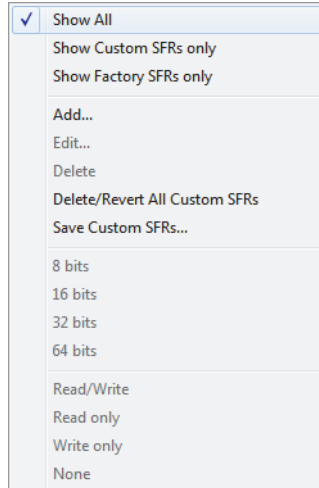 Show All
Show Custom SFRs only
Show Factory SFRs only
Add...
Edit...
Delete
Delete/Revert All Custom SFRs
Save Custom SFRs...
8 bits
16 bits
32 bits
64 bits
Read/Write
Read only
Write only
None